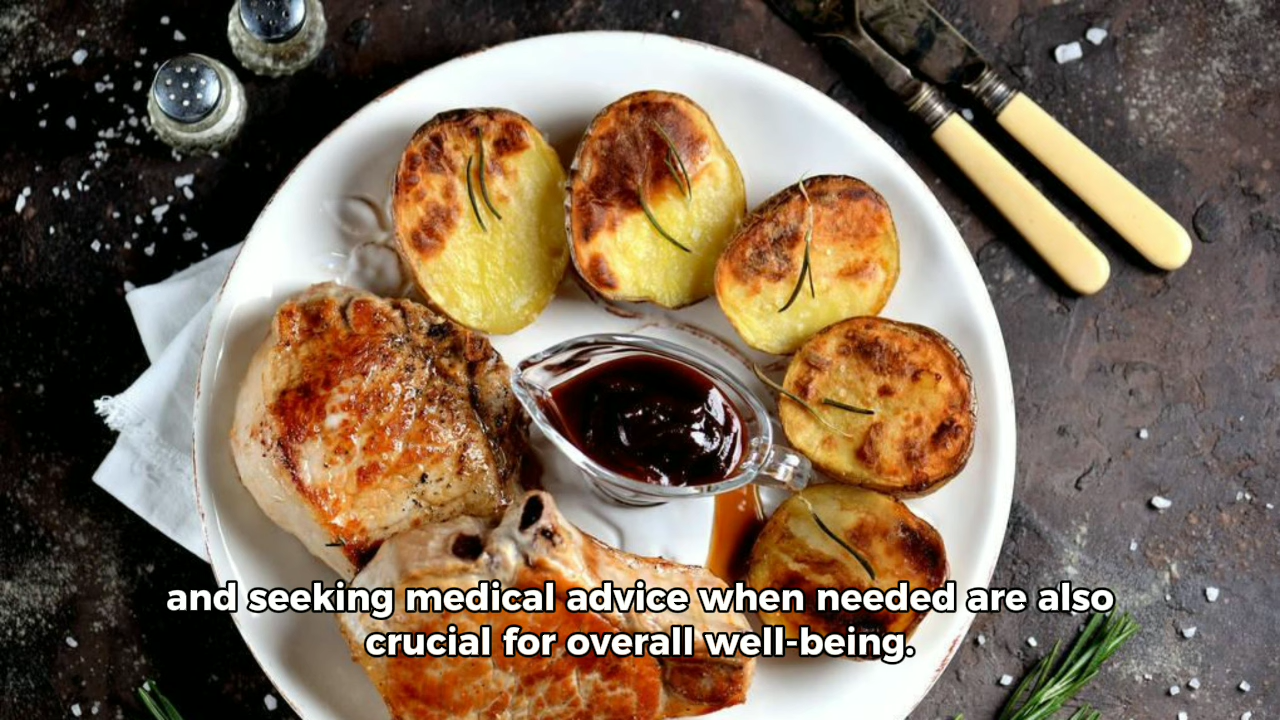 and seeking medical advice when needed are also
crucial for overall well-being.